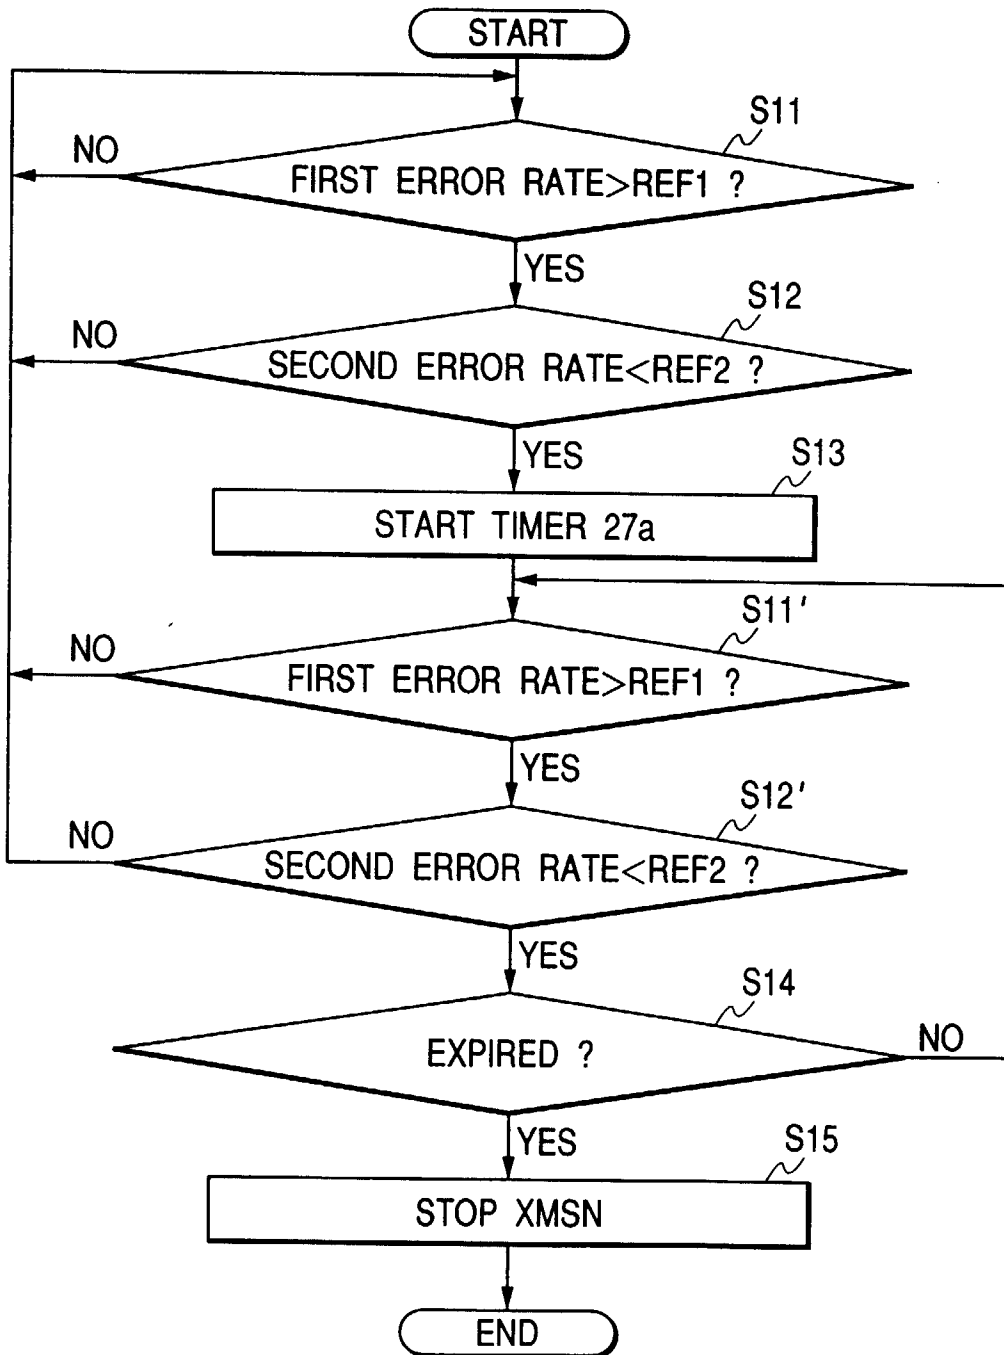 START
S11
NO
FIRST ERROR RATE>REF1 ?
YES
S12
NO
SECOND ERROR RATE<REF2 ?
YES
S13
START TIMER 27a
S11'
NO
FIRST ERROR RATE>REF1 ?
YES
S12'
NO
SECOND ERROR RATE<REF2 ?
YES
S14
EXPIRED ?
NO
YES
S15
STOP XMSN
END